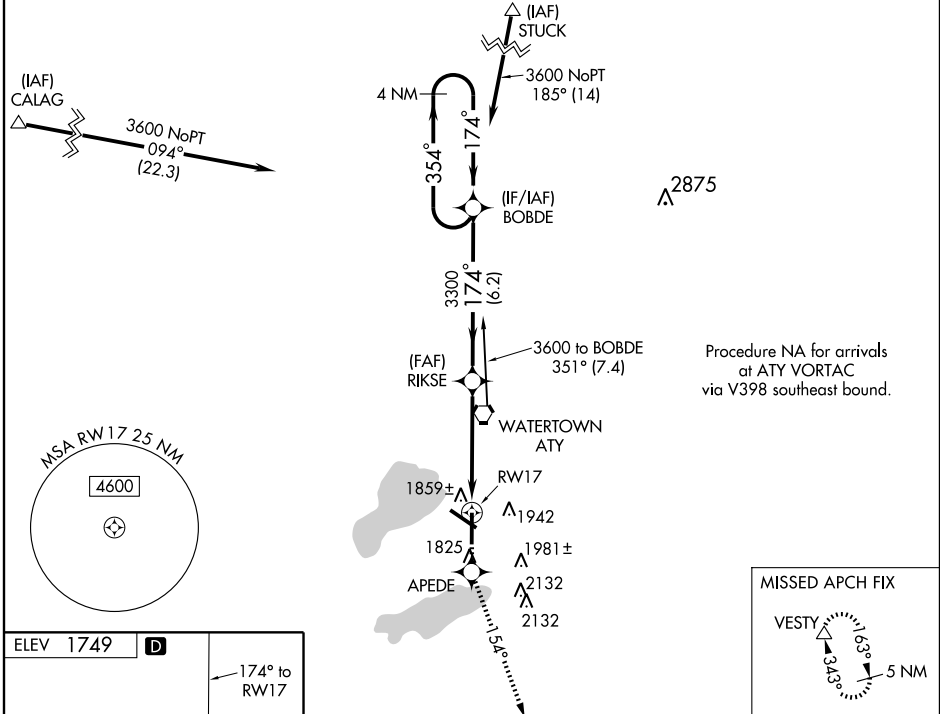 (IAF)
STUCK
3600 NoPT
185° (14)
4 NM
174°
354°
(IAF)
CALAG
3600 NoPT
094°
(22.3)
(IF/IAF)
BOBDE
2875
3300
174°
(6.2)
3600 to BOBDE
351° (7.4)
(FAF)
RIKSE
Procedure NA for arrivals
at ATY VORTAC
via V398 southeast bound.
WATERTOWN
ATY
MSA RW17 25 NM
4600
RW17
1859±
1942
1825
1981±
APEDE
2132
2132
154°
MISSED APCH FIX
VESTY
163°
343°
5 NM
ELEV 1749 D
174° to
RW17